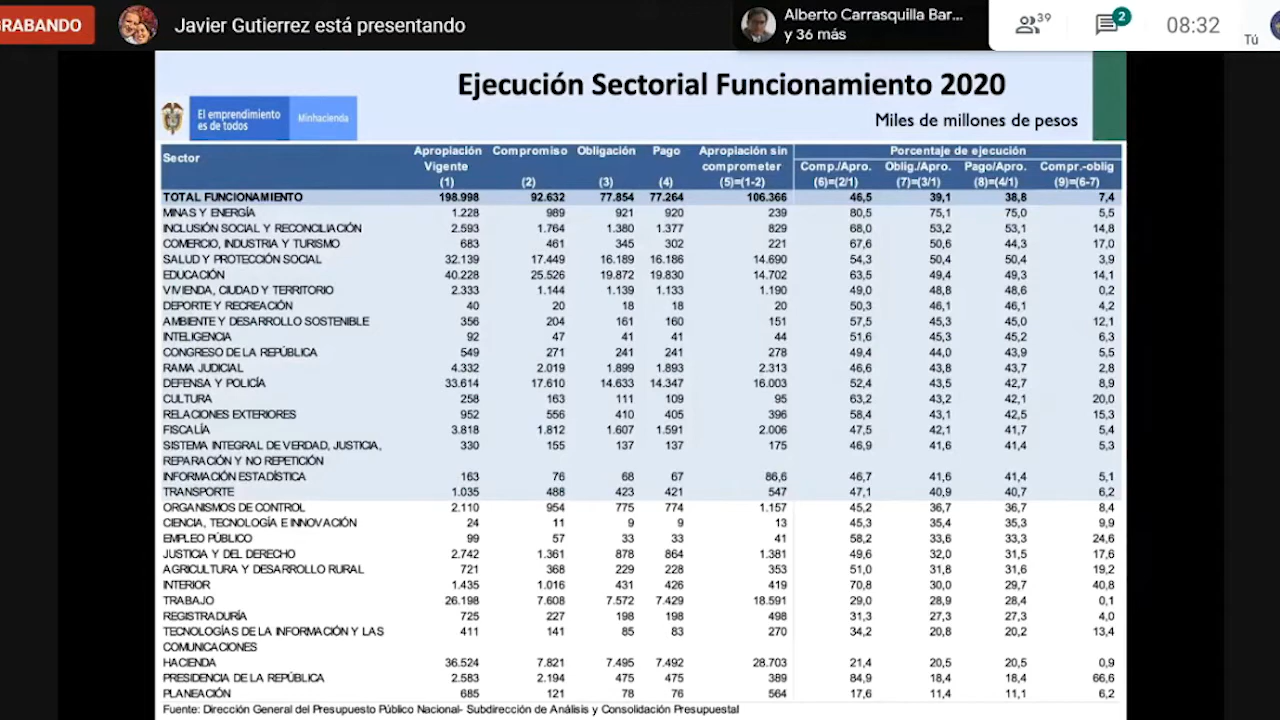 GRABANDO
Javier Gutierrez está presentando
Alberto Carrasquilla Bar...
y 36 más
39
2
08:32
Tú
Ejecución Sectorial Funcionamiento 2020
El emprendimiento
es de todos
Minhacienda
Miles de millones de pesos
Sector Apropiación Vigente (1) Compromiso (2) Obligación (3) Pago (4) Apropiación sin comprometer (5)=(1-2) Porcentaje de ejecución Comp./Apro. (6)=(2/1) Oblig./Apro. (7)=(3/1) Pago/Apro. (8)=(4/1) Compr.-oblig (9)=(6-7)
TOTAL FUNCIONAMIENTO 198.998 92.632 77.854 77.264 106.366 46,5 39,1 38,8 7,4
MINAS Y ENERGÍA 1.228 989 921 920 239 80,5 75,1 75,0 5,5
INCLUSIÓN SOCIAL Y RECONCILIACIÓN 2.593 1.764 1.380 1.377 829 68,0 53,2 53,1 14,8
COMERCIO, INDUSTRIA Y TURISMO 683 461 345 302 221 67,6 50,6 44,3 17,0
SALUD Y PROTECCIÓN SOCIAL 32.139 17.449 16.189 16.186 14.690 54,3 50,4 50,4 3,9
EDUCACIÓN 40.228 25.526 19.872 19.830 14.702 63,5 49,4 49,3 14,1
VIVIENDA, CIUDAD Y TERRITORIO 2.333 1.144 1.139 1.133 1.190 49,0 48,8 48,6 0,2
DEPORTE Y RECREACIÓN 40 20 18 18 20 50,3 46,1 46,1 4,2
AMBIENTE Y DESARROLLO SOSTENIBLE 356 204 161 160 151 57,5 45,3 45,0 12,1
INTELIGENCIA 92 47 41 41 44 51,6 45,3 45,2 6,3
CONGRESO DE LA REPÚBLICA 549 271 241 241 278 49,4 44,0 43,9 5,5
RAMA JUDICIAL 4.332 2.019 1.899 1.893 2.313 46,6 43,8 43,7 2,8
DEFENSA Y POLICÍA 33.614 17.610 14.633 14.347 16.003 52,4 43,5 42,7 8,9
CULTURA 258 163 111 109 95 63,2 43,2 42,1 20,0
RELACIONES EXTERIORES 952 556 410 405 396 58,4 43,1 42,5 15,3
FISCALÍA 3.818 1.812 1.607 1.591 2.006 47,5 42,1 41,7 5,4
SISTEMA INTEGRAL DE VERDAD, JUSTICIA, 330 155 137 137 175 46,9 41,6 41,4 5,3
REPARACIÓN Y NO REPETICIÓN
INFORMACIÓN ESTADÍSTICA 163 76 68 67 86,6 46,7 41,6 41,4 5,1
TRANSPORTE 1.035 488 423 421 547 47,1 40,9 40,7 6,2
ORGANISMOS DE CONTROL 2.110 954 775 774 1.157 45,2 36,7 36,7 8,4
CIENCIA, TECNOLOGÍA E INNOVACIÓN 24 11 9 9 13 45,3 35,4 35,3 9,9
EMPLEO PÚBLICO 99 57 33 33 41 58,2 33,6 33,3 24,6
JUSTICIA Y DEL DERECHO 2.742 1.361 878 864 1.381 49,6 32,0 31,5 17,6
AGRICULTURA Y DESARROLLO RURAL 721 368 229 228 353 51,0 31,8 31,6 19,2
INTERIOR 1.435 1.016 431 426 419 70,8 30,0 29,7 40,8
TRABAJO 26.198 7.608 7.572 7.429 18.591 29,0 28,9 28,4 0,1
REGISTRADURÍA 725 227 198 198 498 31,3 27,3 27,3 4,0
TECNOLOGÍAS DE LA INFORMACIÓN Y LAS 411 141 85 83 270 34,2 20,8 20,2 13,4
COMUNICACIONES
HACIENDA 36.524 7.821 7.495 7.492 28.703 21,4 20,5 20,5 0,9
PRESIDENCIA DE LA REPÚBLICA 2.583 2.194 475 475 389 84,9 18,4 18,4 66,6
PLANEACIÓN 685 121 78 76 564 17,6 11,4 11,1 6,2
Fuente: Dirección General del Presupuesto Público Nacional- Subdirección de Análisis y Consolidación Presupuestal